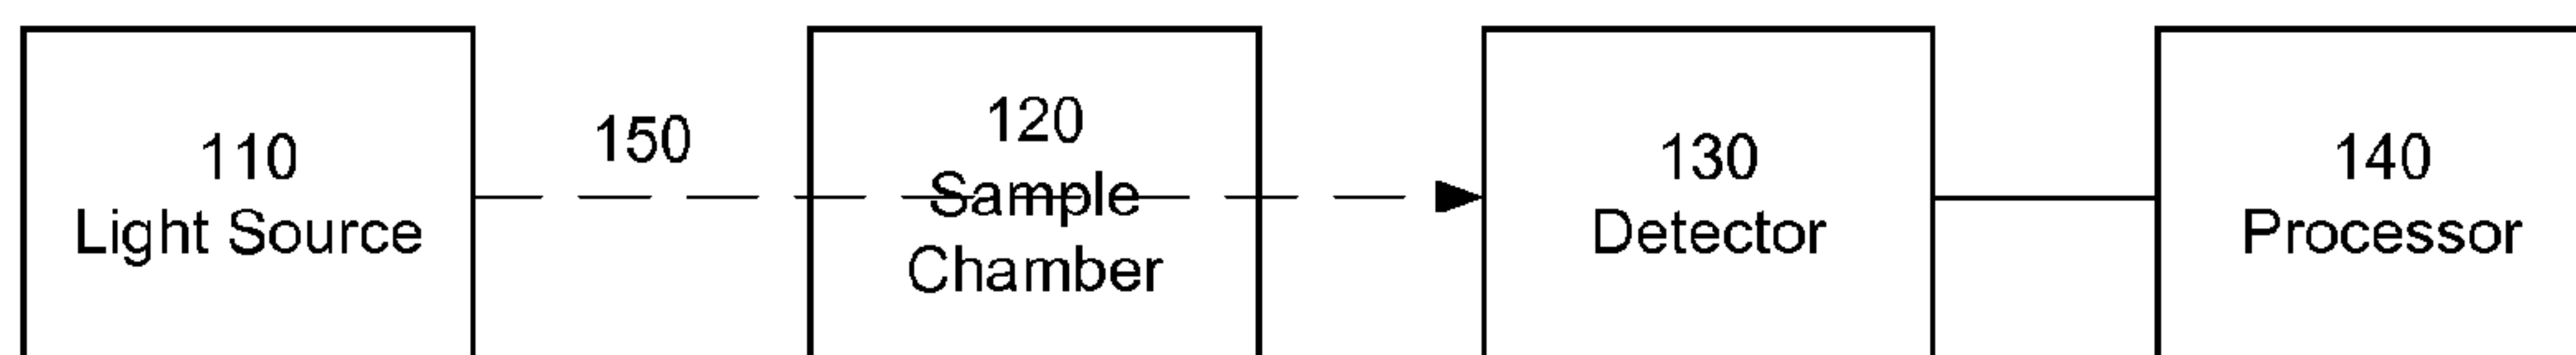 110
Light Source
150
120
Sample
Chamber
130
Detector
140
Processor